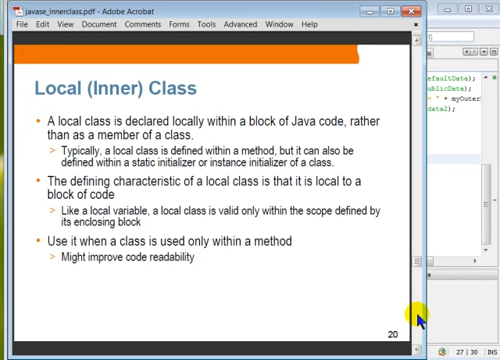 javase_innerclass.pdf - Adobe Acrobat
File Edit View Document Comments Forms Tools Advanced Window Help
Local (Inner) Class
• A local class is declared locally within a block of Java code, rather
than as a member of a class.
> Typically, a local class is defined within a method, but it can also be
defined within a static initializer or instance initializer of a class.
• The defining characteristic of a local class is that it is local to a
block of code
> Like a local variable, a local class is valid only within the scope defined by
its enclosing block
• Use it when a class is used only within a method
> Might improve code readability
20
efaultData)
ublicData);
= " + myOuter
data2);
27 | 30 INS